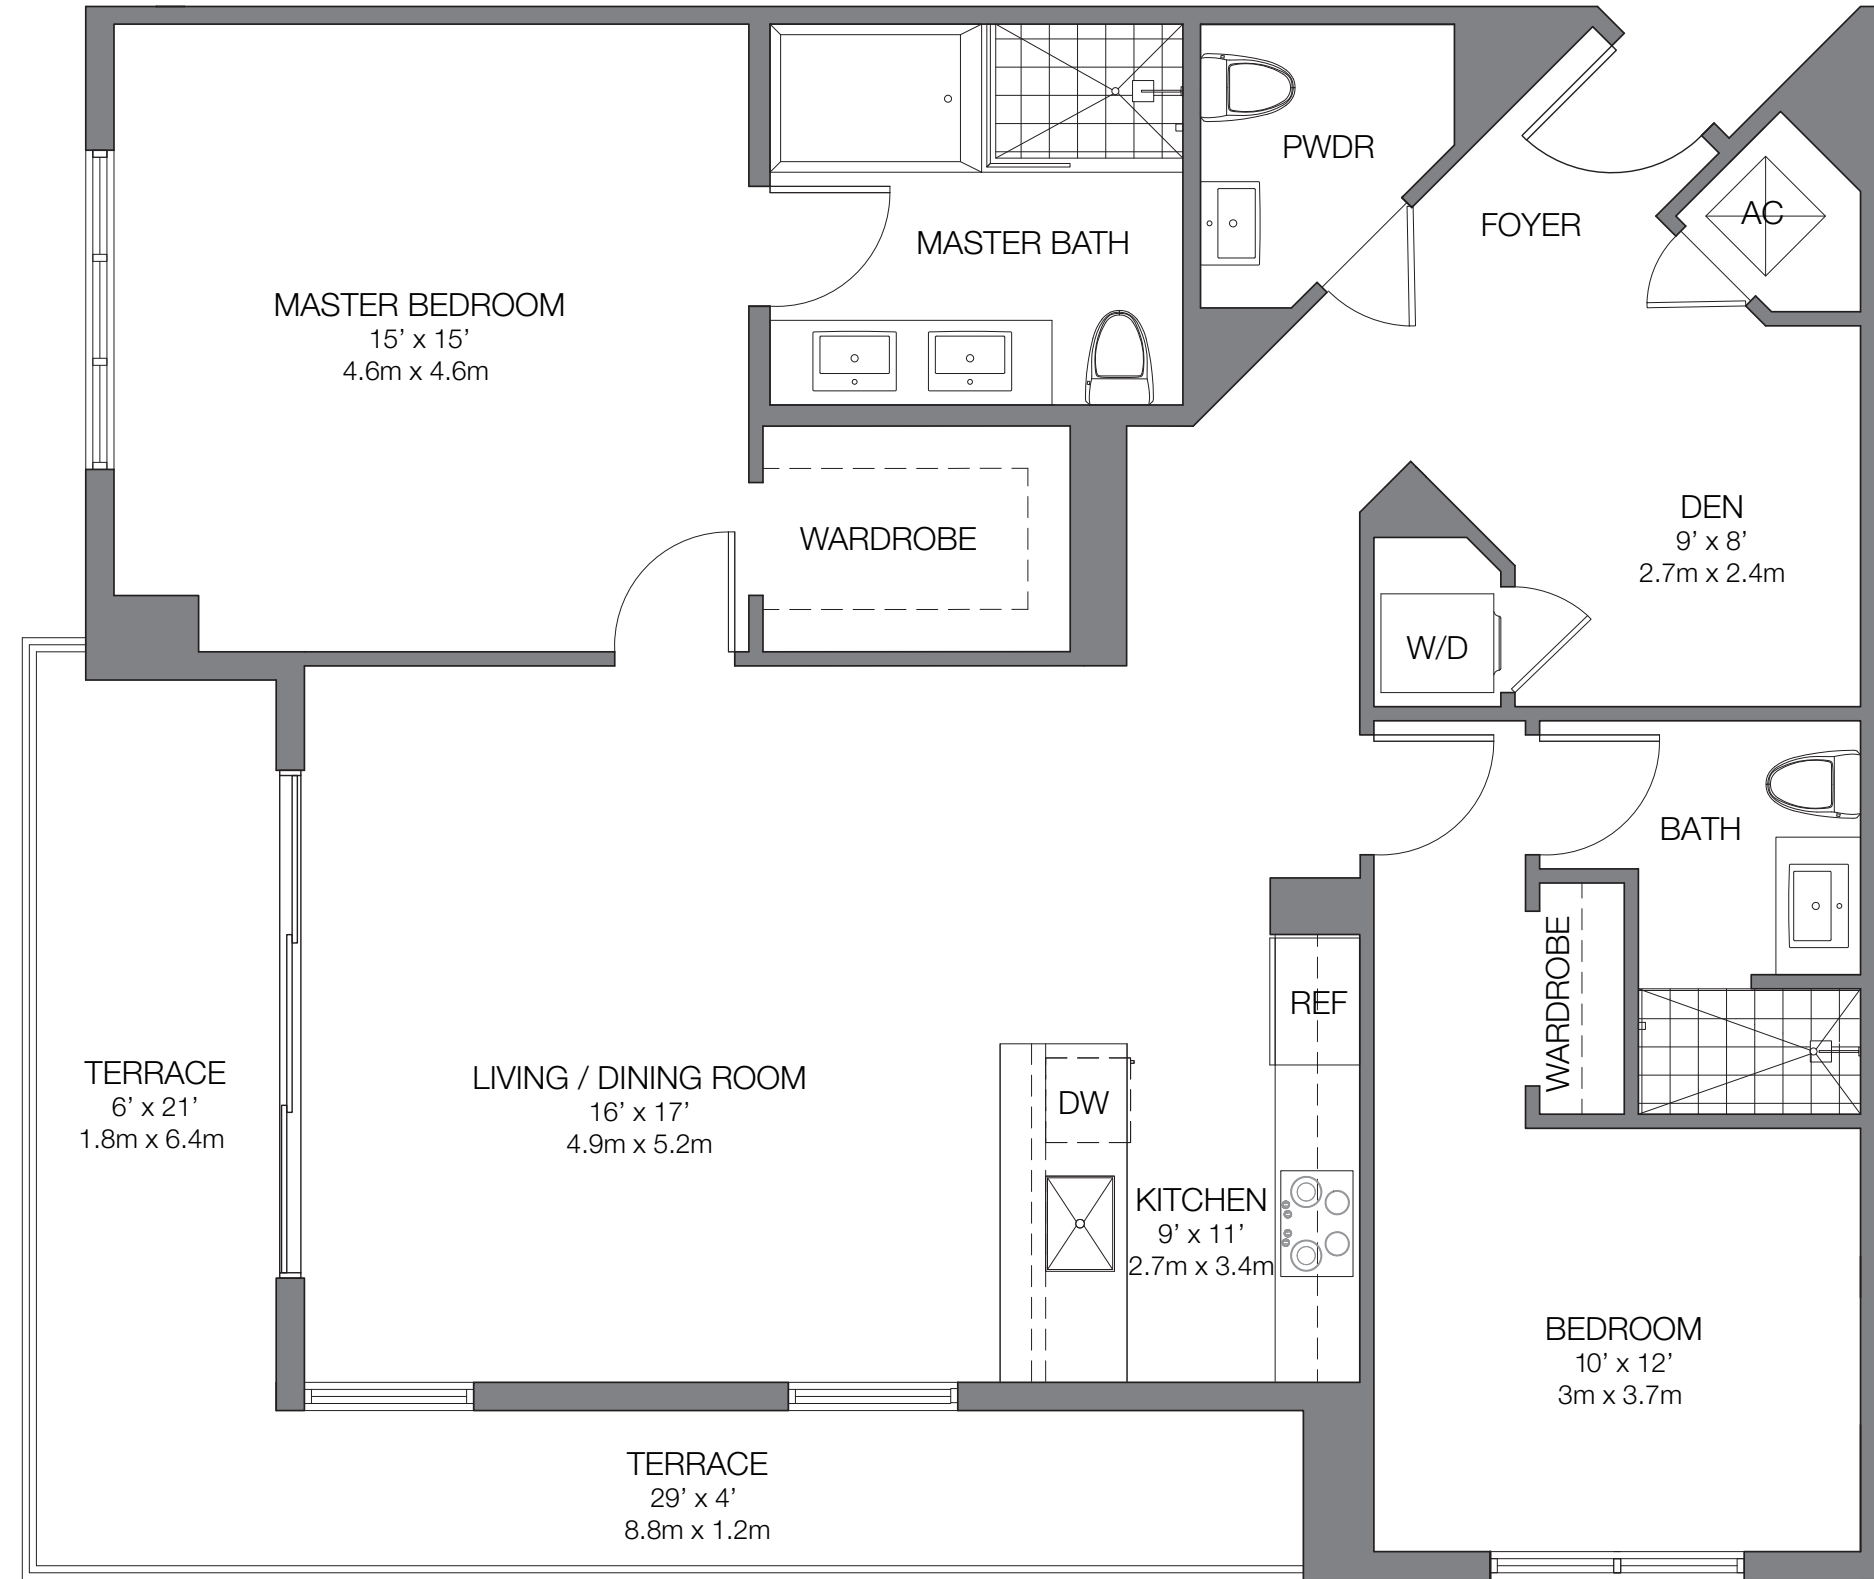 PWDR
FOYER
AC
MASTER BATH
MASTER BEDROOM
15’ x 15’
4.6m x 4.6m
WARDROBE
DEN
9’ x 8’
2.7m x 2.4m
W/D
BATH
WARDROBE
REF
TERRACE
6’ x 21’
1.8m x 6.4m
LIVING / DINING ROOM
16’ x 17’
4.9m x 5.2m
DW
KITCHEN
9’ x 11’
2.7m x 3.4m
BEDROOM
10’ x 12’
3m x 3.7m
TERRACE
29’ x 4’
8.8m x 1.2m